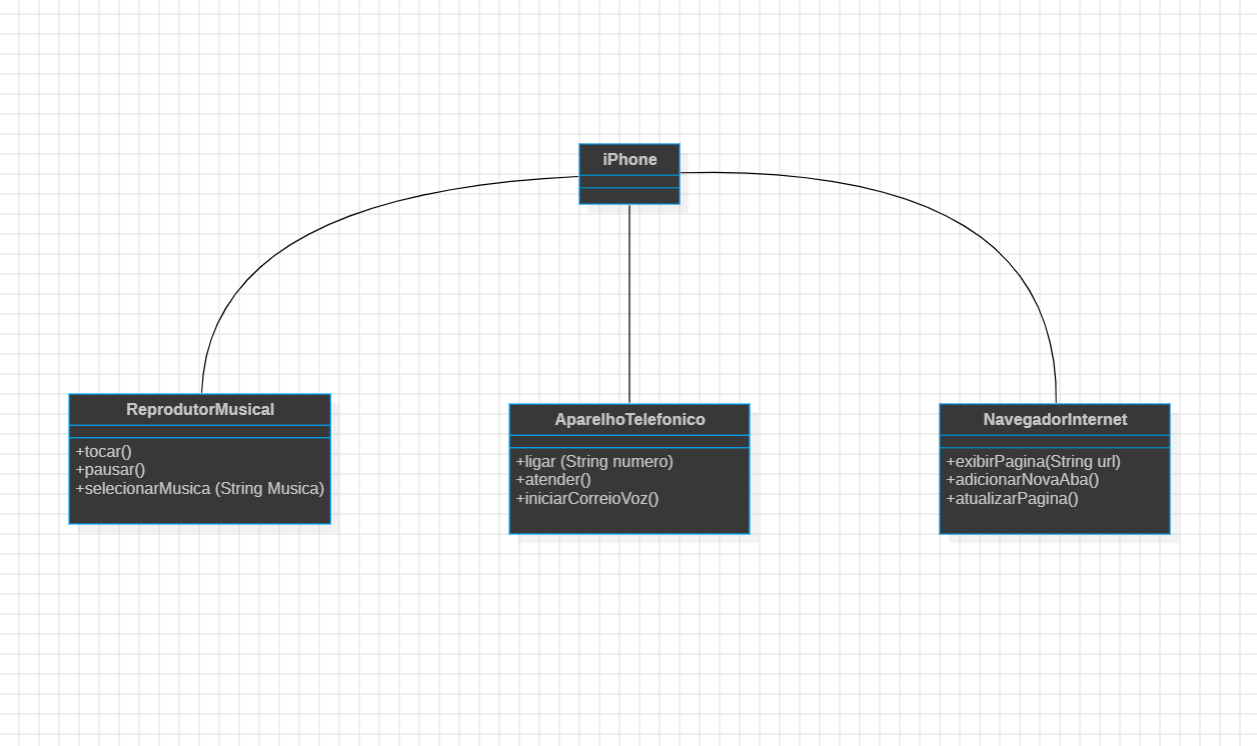 iPhone
ReprodutorMusical
+tocar()
+pausar()
+selecionarMusica (String Musica)
AparelhoTelefonico
+ligar (String numero)
+atender()
+iniciarCorreioVoz()
NavegadorInternet
+exibirPagina(String url)
+adicionarNovaAba()
+atualizarPagina()